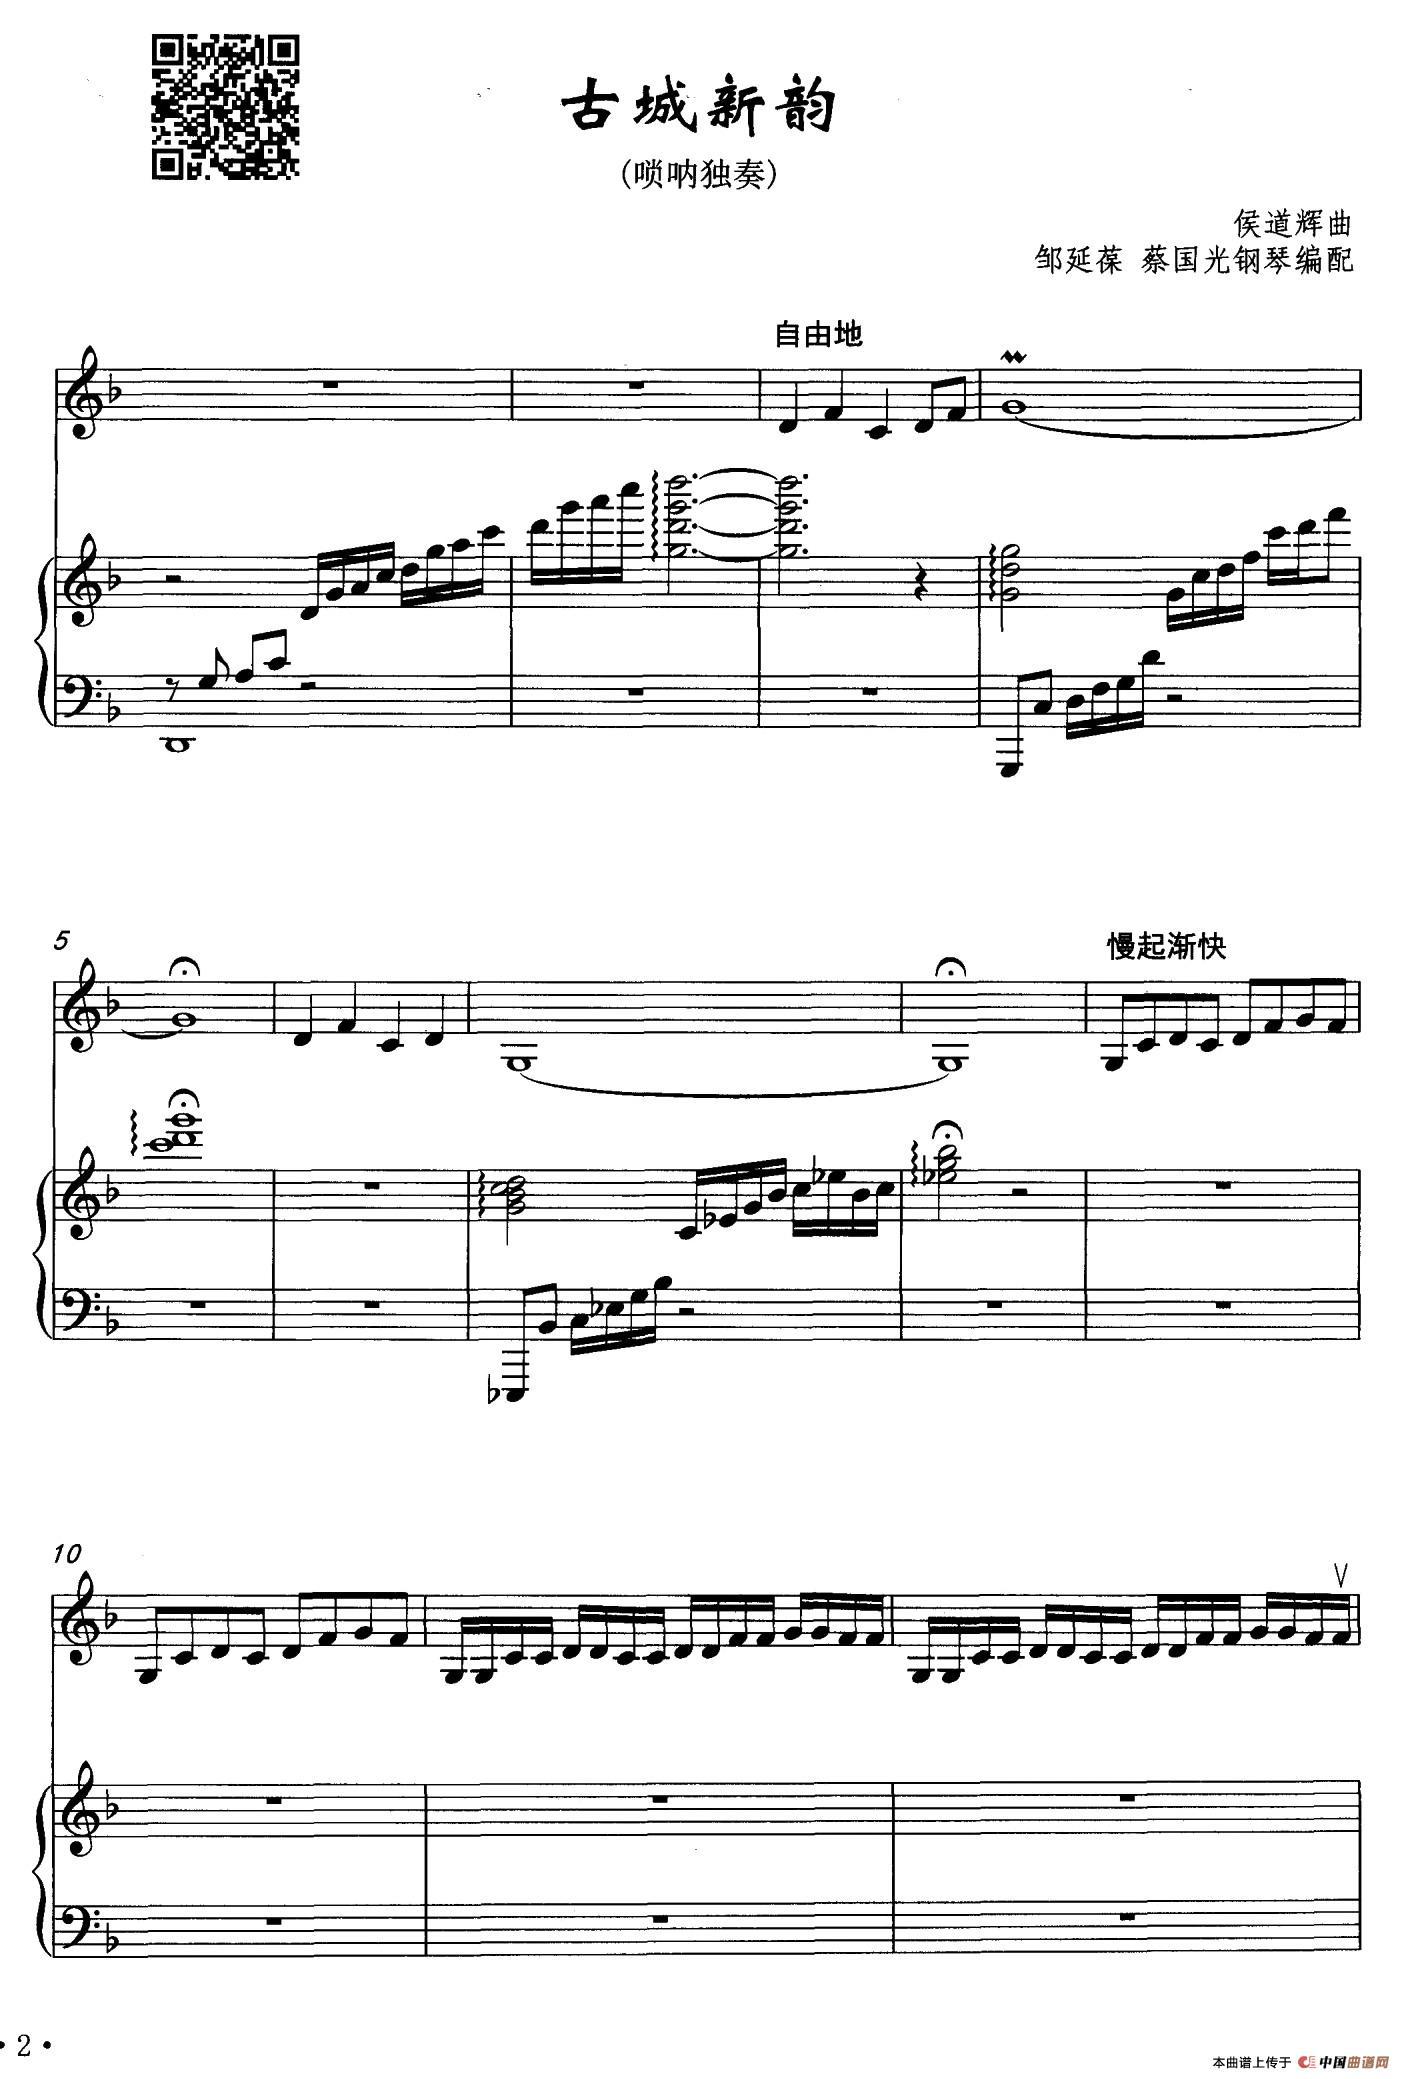 古城新韵
(唢呐独奏)
侯道辉曲
邹延葆 蔡国光钢琴编配
自由地
5
慢起渐快
10
• 2 •
本曲谱上传于 中国曲谱网